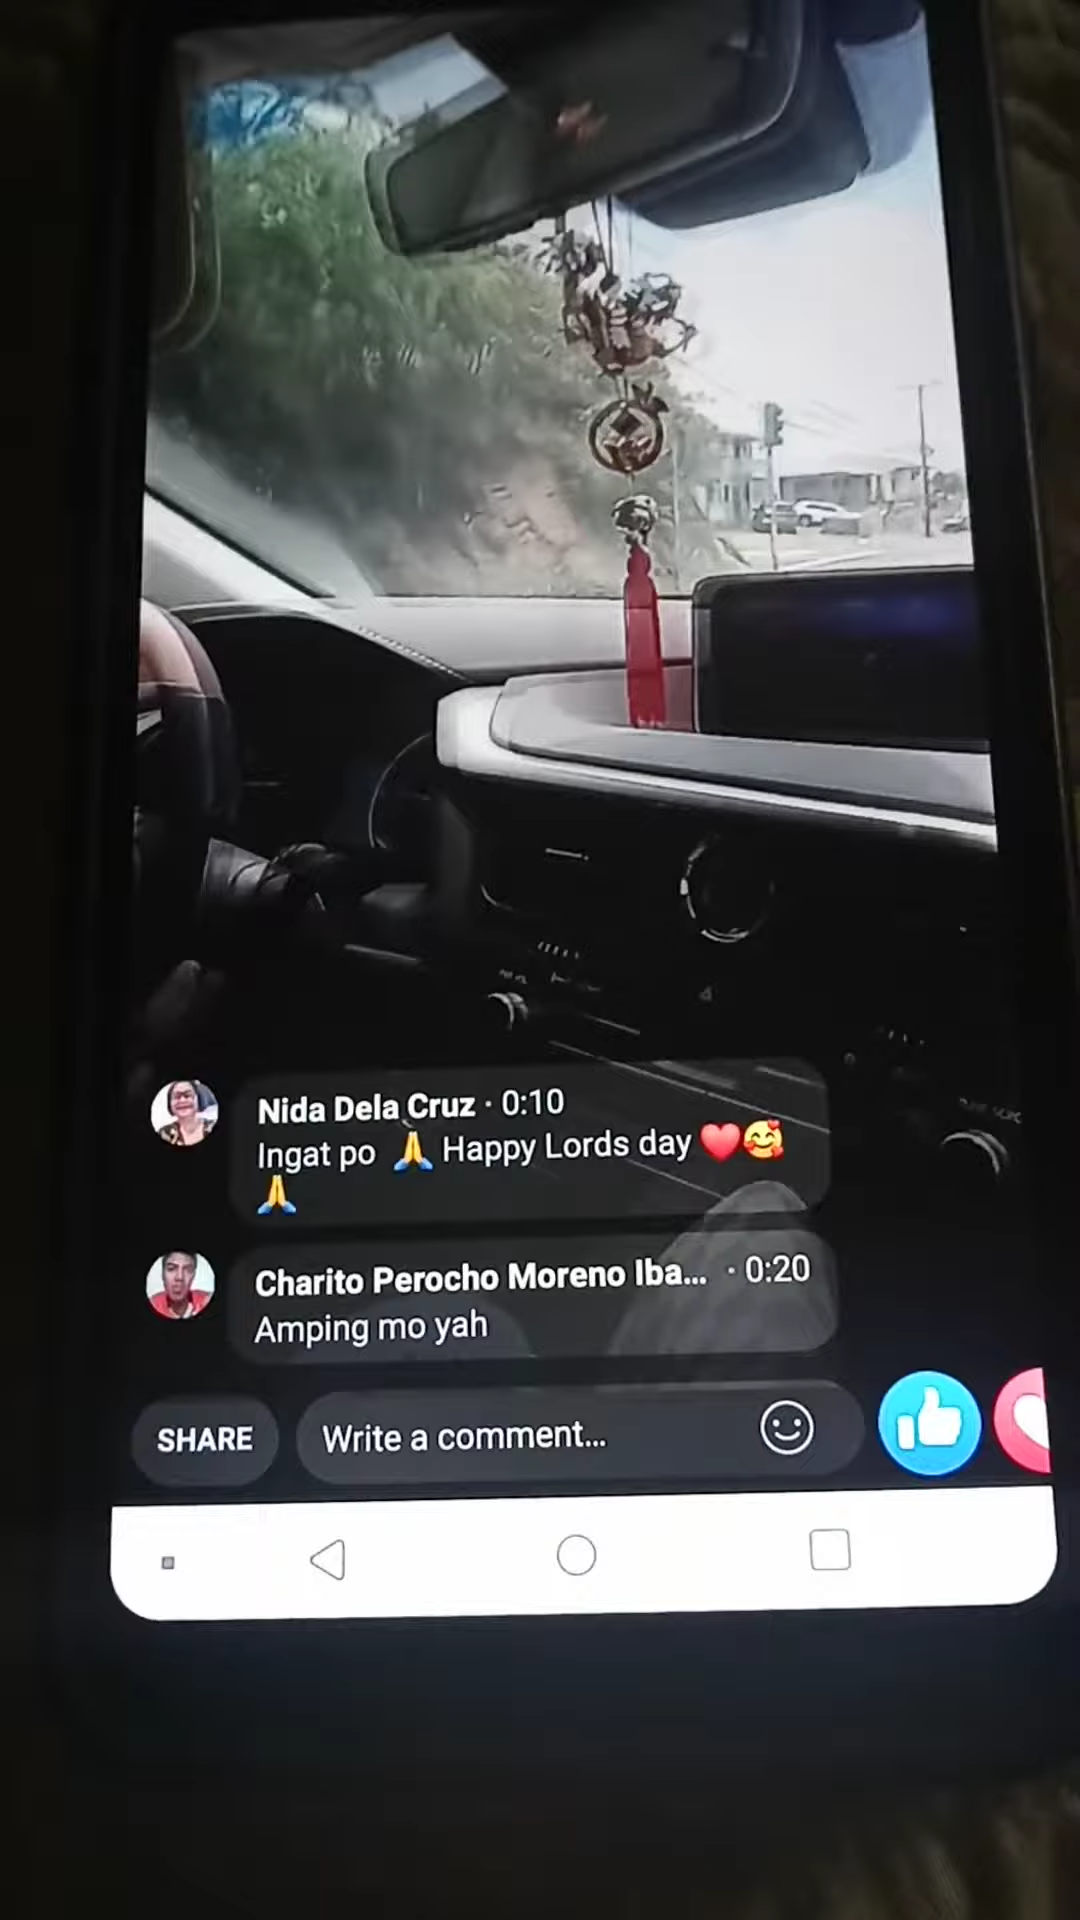 Nida Dela Cruz · 0:10
Ingat po 🙏 Happy Lords day ❤️🥰
🙏
Charito Perocho Moreno Iba... · 0:20
Amping mo yah
SHARE
Write a comment...